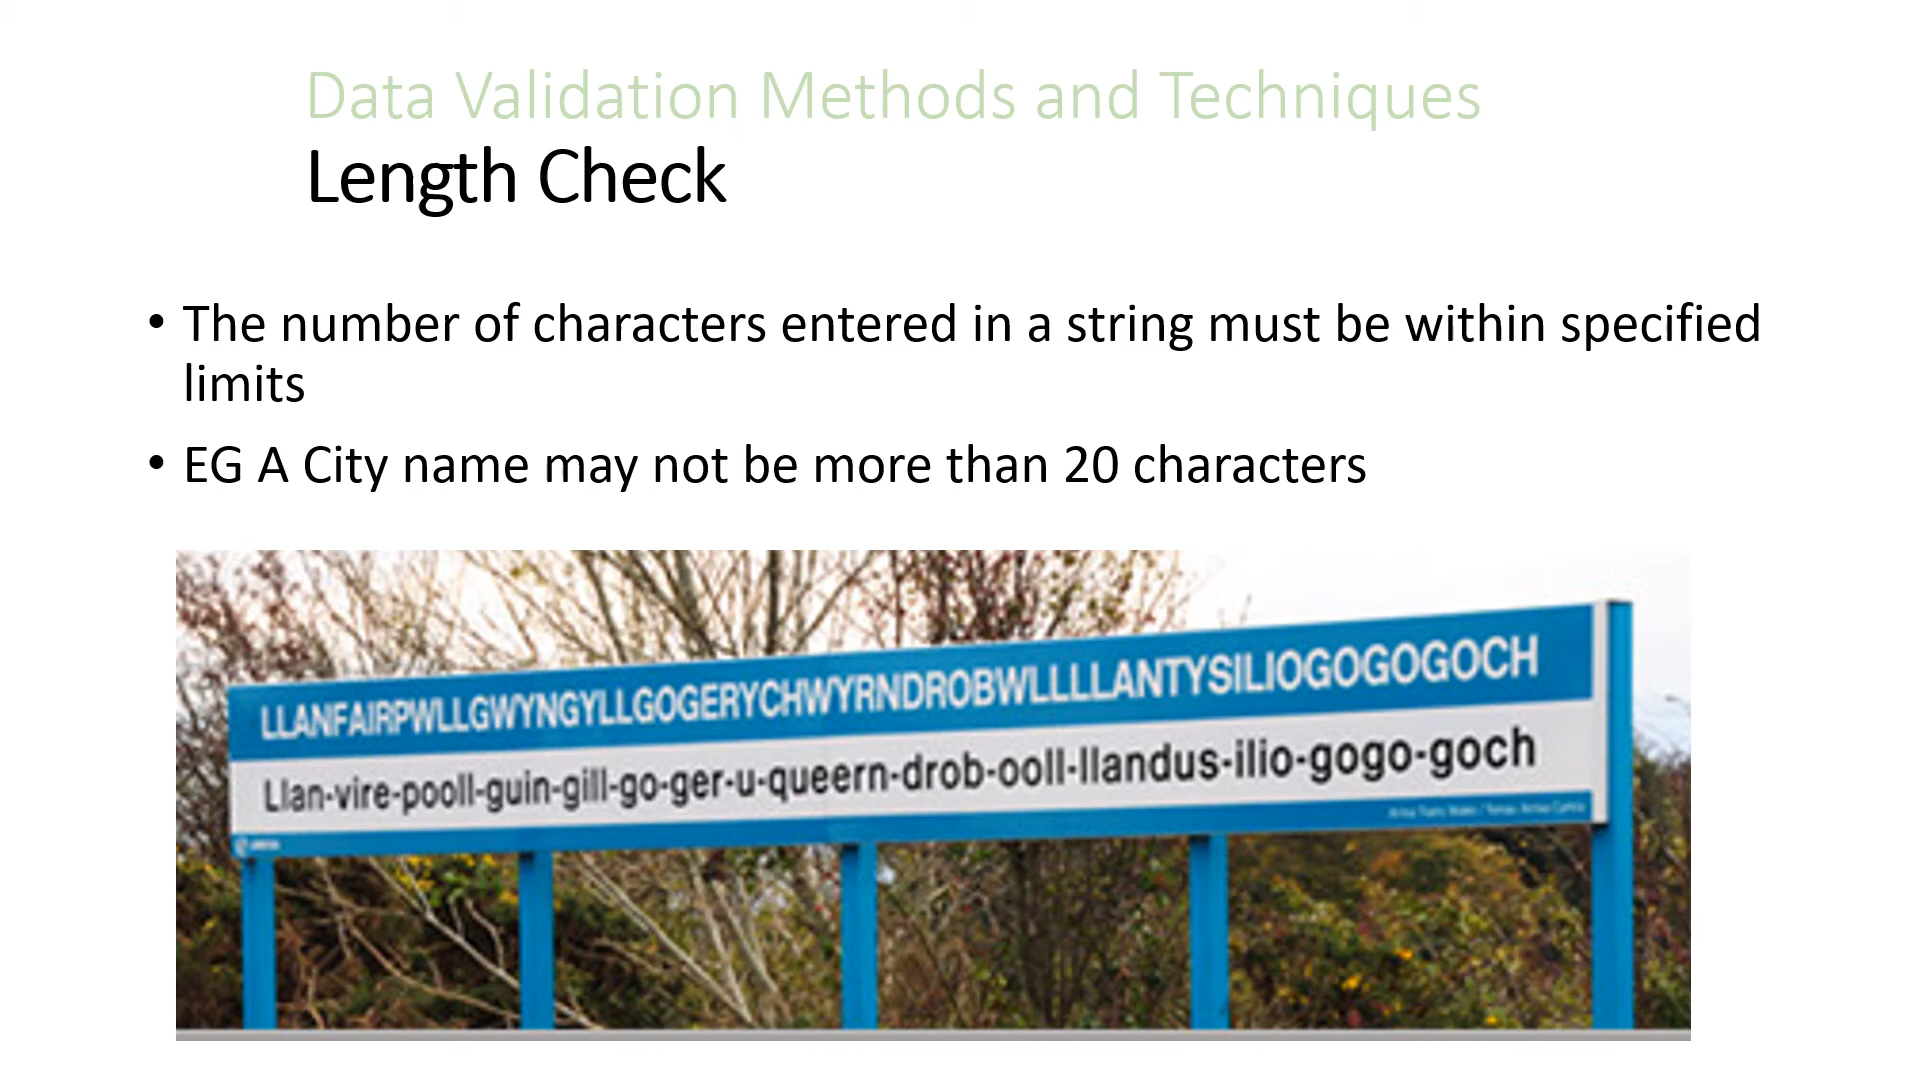 Data Validation Methods and Techniques
Length Check
• The number of characters entered in a string must be within specified
limits
• EG A City name may not be more than 20 characters
LLANFAIRPWLLGWYNGYLLGOGERYCHWYRNDROBWLLLLANTYSILIOGOGOGOCH
Llan-vire-pooll-guin-gill-go-ger-u-queern-drob-ooll-llandus-ilio-gogo-goch